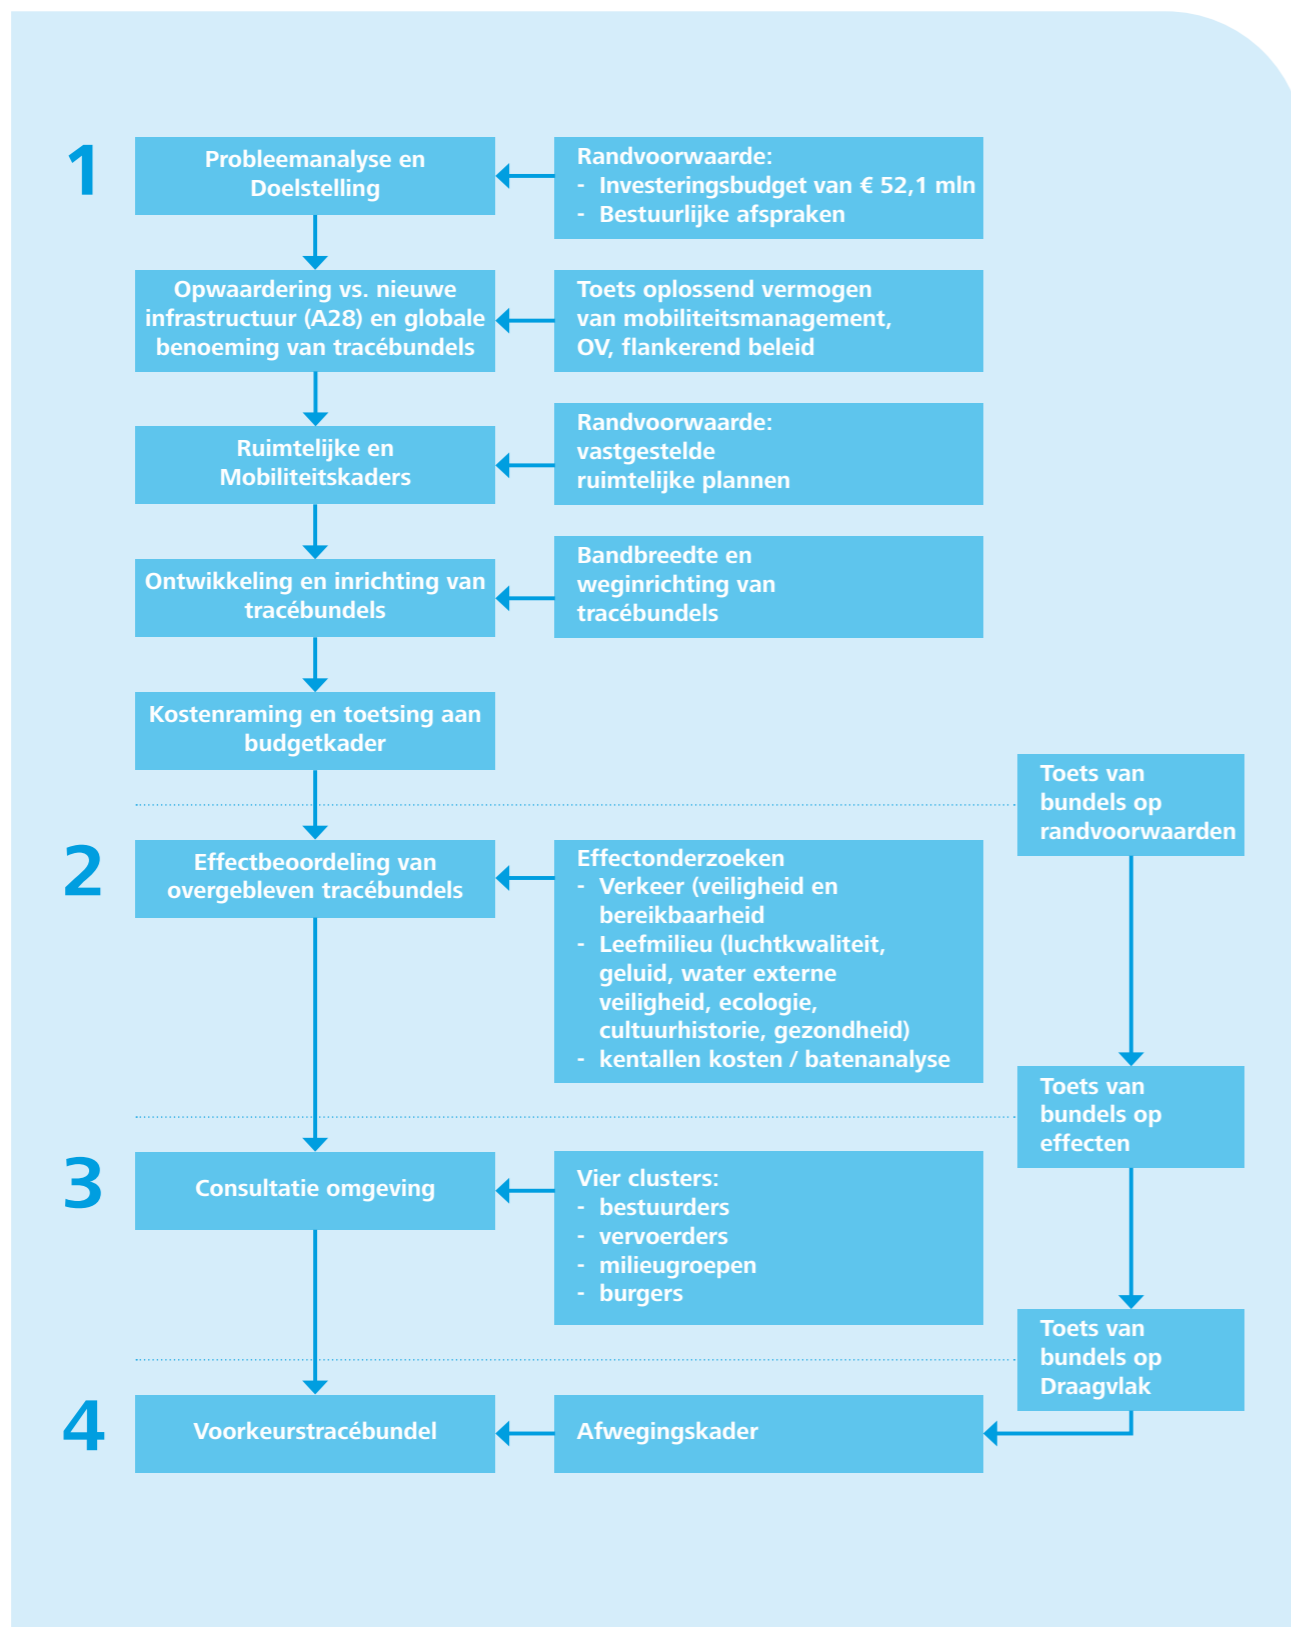 1
Probleemanalyse en
Doelstelling
Randvoorwaarde:
- Investeringsbudget van € 52,1 mln
- Bestuurlijke afspraken
Opwaardering vs. nieuwe
infrastructuur (A28) en globale
benoeming van tracébundels
Toets oplossend vermogen
van mobiliteitsmanagement,
OV, flankerend beleid
Ruimtelijke en
Mobiliteitskaders
Randvoorwaarde:
vastgestelde
ruimtelijke plannen
Ontwikkeling en inrichting van
tracébundels
Bandbreedte en
weginrichting van
tracébundels
Kostenraming en toetsing aan
budgetkader
Toets van
bundels op
randvoorwaarden
2
Effectbeoordeling van
overgebleven tracébundels
Effectonderzoeken
- Verkeer (veiligheid en
bereikbaarheid
- Leefmilieu (luchtkwaliteit,
geluid, water externe
veiligheid, ecologie,
cultuurhistorie, gezondheid)
- kentallen kosten / batenanalyse
Toets van
bundels op
effecten
3
Consultatie omgeving
Vier clusters:
- bestuurders
- vervoerders
- milieugroepen
- burgers
Toets van
bundels op
Draagvlak
4
Voorkeurstracébundel
Afwegingskader